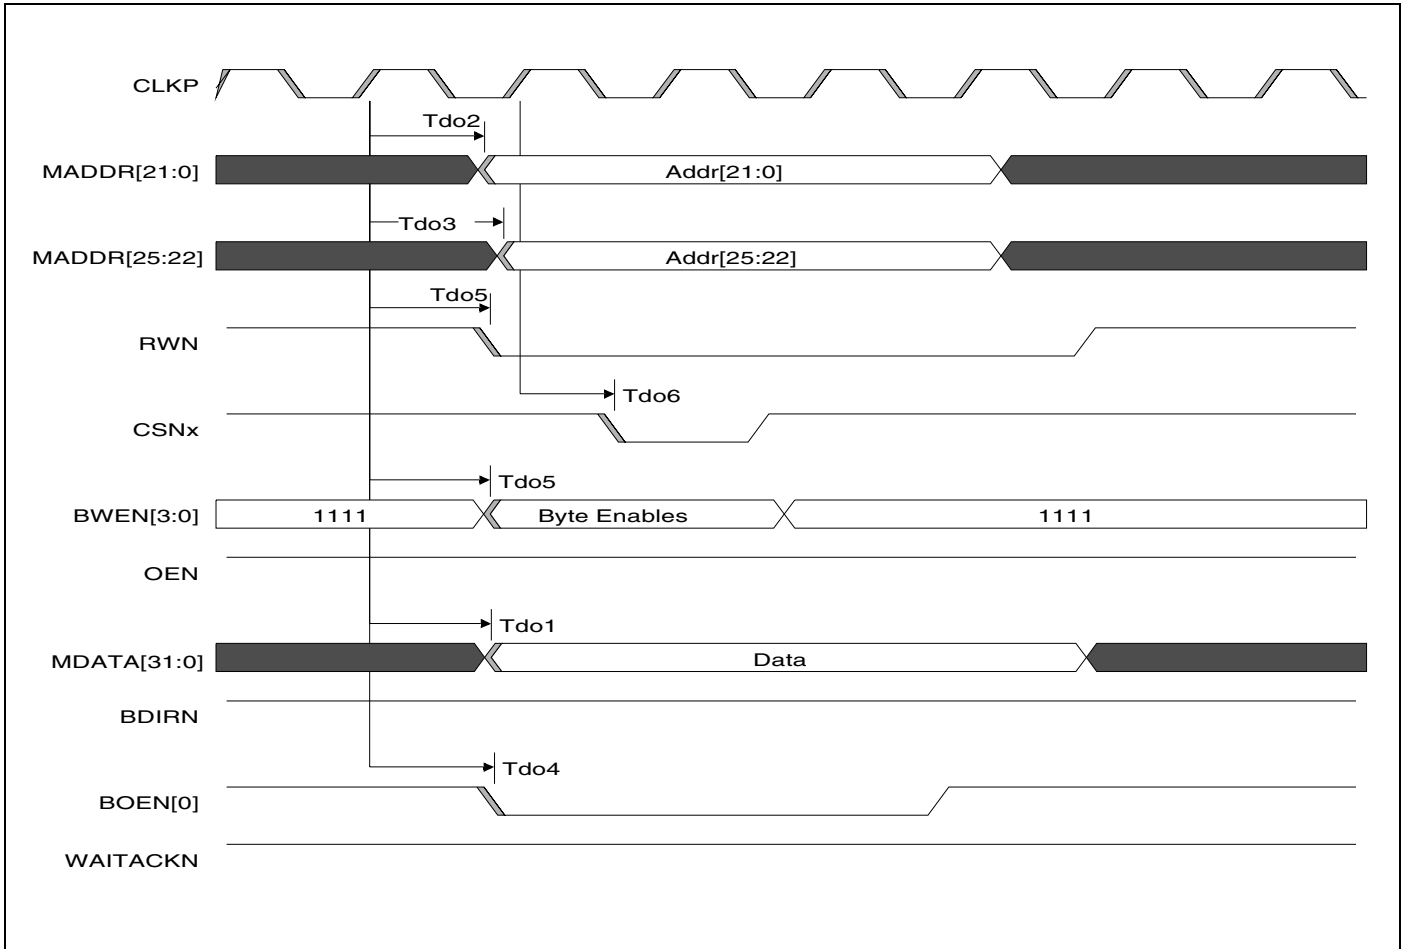 CLKP
Tdo2
MADDR[21:0] Addr[21:0]
Tdo3
MADDR[25:22] Addr[25:22]
Tdo5
RWN
Tdo6
CSNx
Tdo5
BWEN[3:0] 1111 Byte Enables 1111
OEN
Tdo1
MDATA[31:0] Data
BDIRN
Tdo4
BOEN[0]
WAITACKN